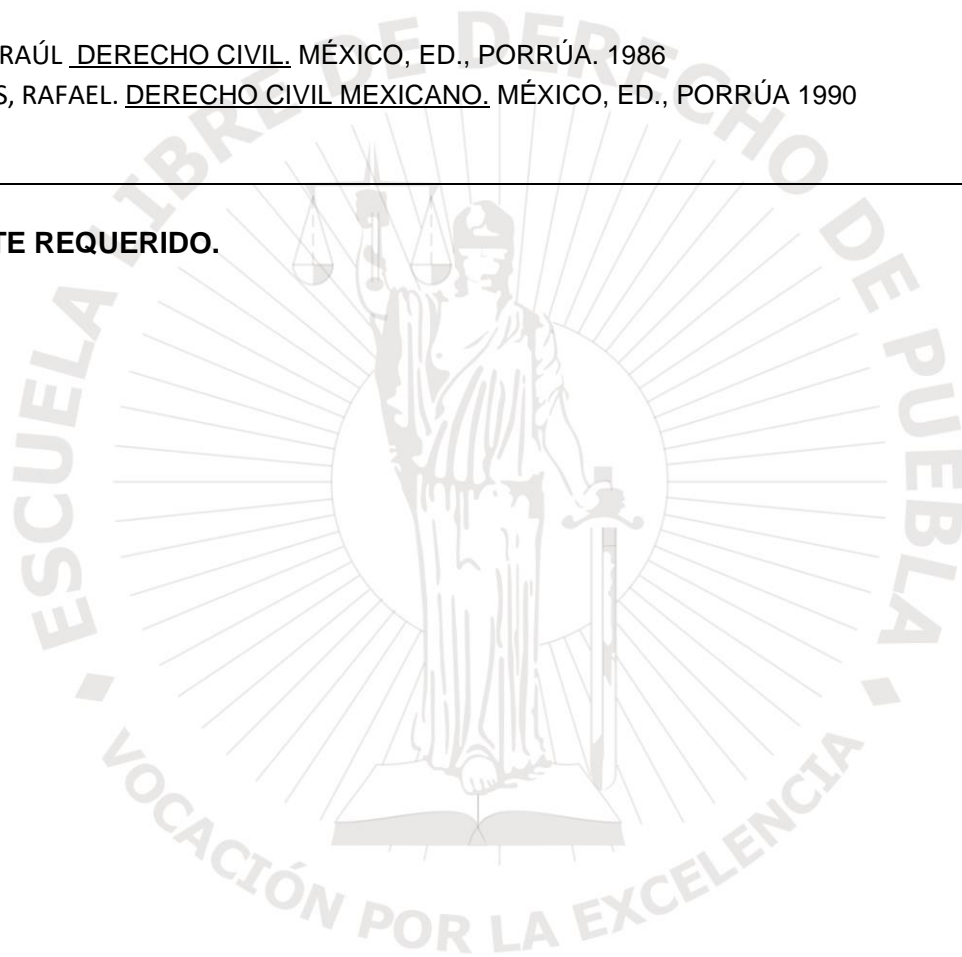 RAÚL DERECHO CIVIL. MÉXICO, ED., PORRÚA. 1986
S, RAFAEL. DERECHO CIVIL MEXICANO. MÉXICO, ED., PORRÚA 1990
TE REQUERIDO.
ESCUELA LIBRE DE DERECHO DE PUEBLA
VOCACIÓN POR LA EXCELENCIA